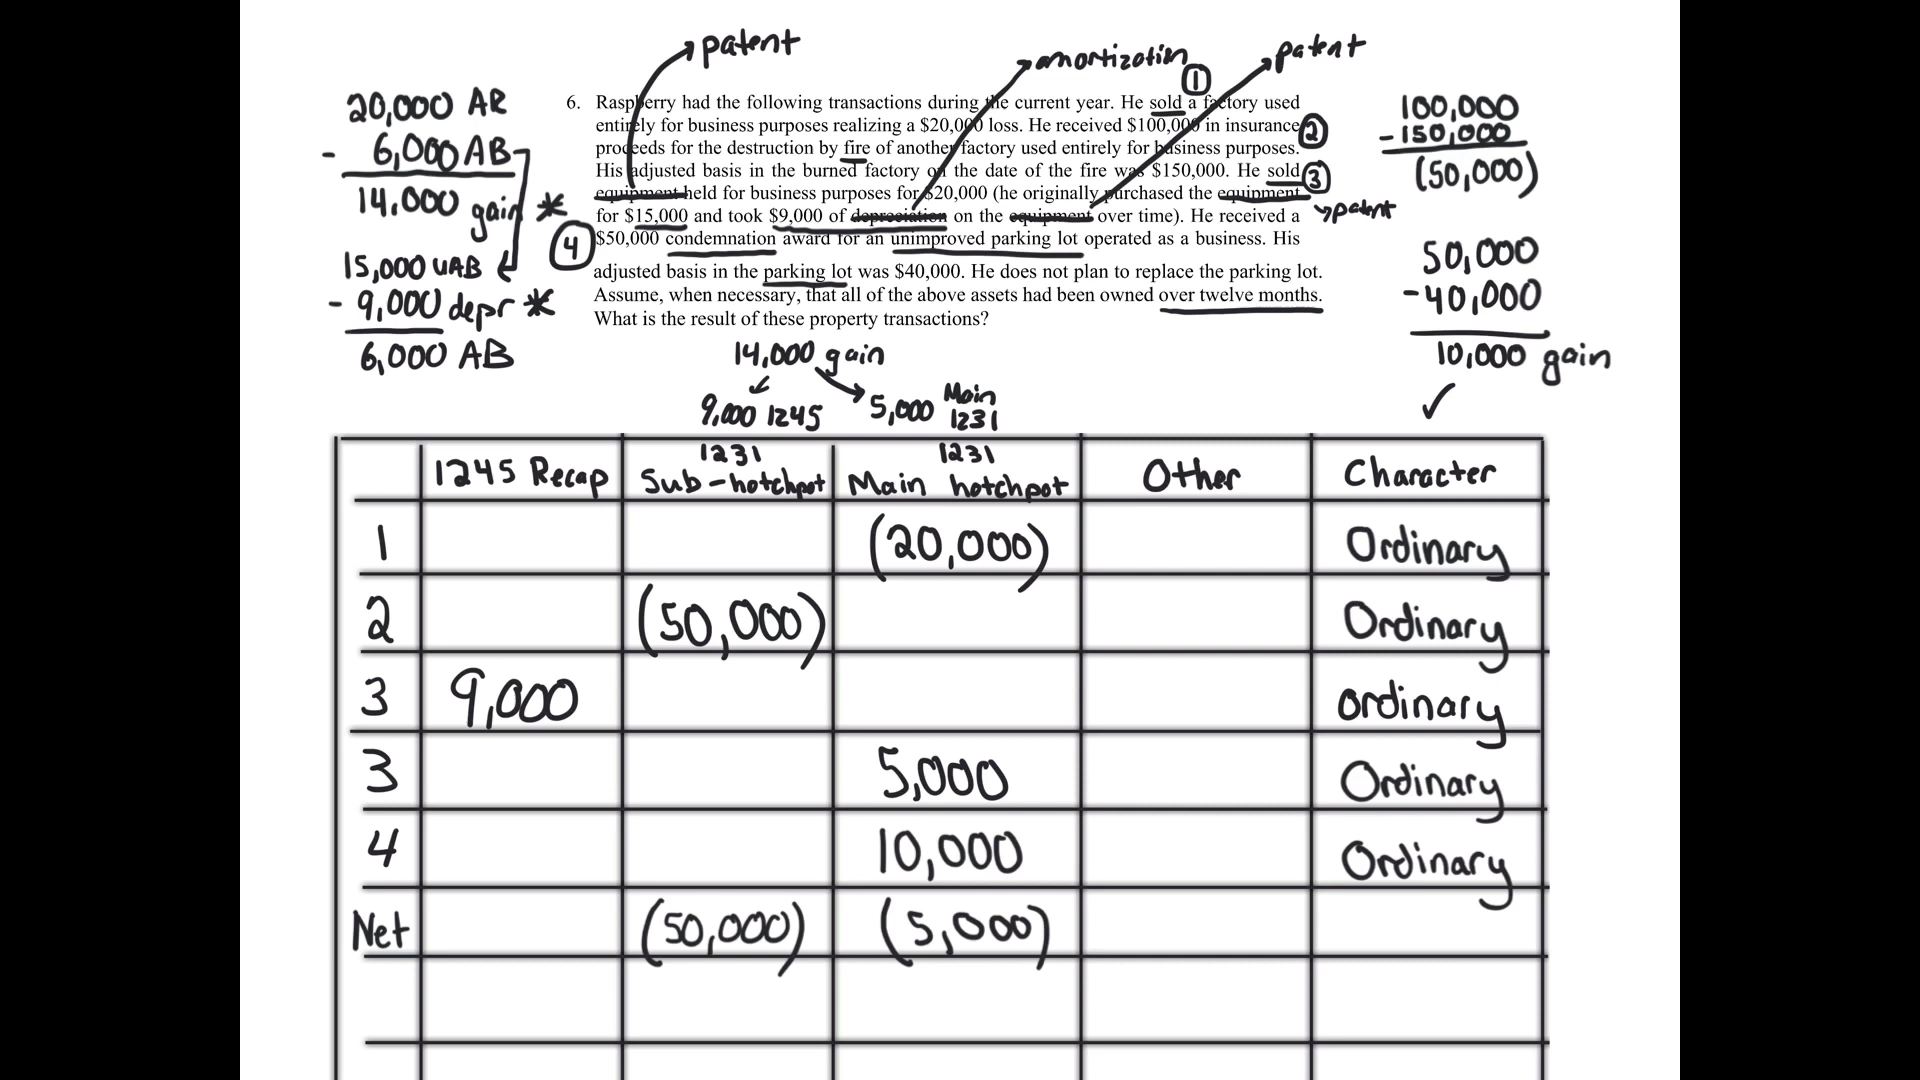 patent
amortization
patent
20,000 AR
- 6,000 AB
14,000 gain *
15,000 UAB
- 9,000 depr *
6,000 AB
1
6. Raspberry had the following transactions during the current year. He sold a factory used
entirely for business purposes realizing a $20,000 loss. He received $100,000 in insurance 2
proceeds for the destruction by fire of another factory used entirely for business purposes.
His adjusted basis in the burned factory on the date of the fire was $150,000. He sold 3
equipment held for business purposes for $20,000 (he originally purchased the equipment
patent
for $15,000 and took $9,000 of depreciation on the equipment over time). He received a
4 $50,000 condemnation award for an unimproved parking lot operated as a business. His
adjusted basis in the parking lot was $40,000. He does not plan to replace the parking lot.
Assume, when necessary, that all of the above assets had been owned over twelve months.
What is the result of these property transactions?
100,000
-150,000
(50,000)
50,000
-40,000
10,000 gain
✓
14,000 gain
9,000 1245 5,000 Main 1231
1245 Recap 1231 Sub-hotchpot 1231 Main hotchpot Other Character
1 (20,000) Ordinary
2 (50,000) Ordinary
3 9,000 ordinary
3 5,000 Ordinary
4 10,000 Ordinary
Net (50,000) (5,000)